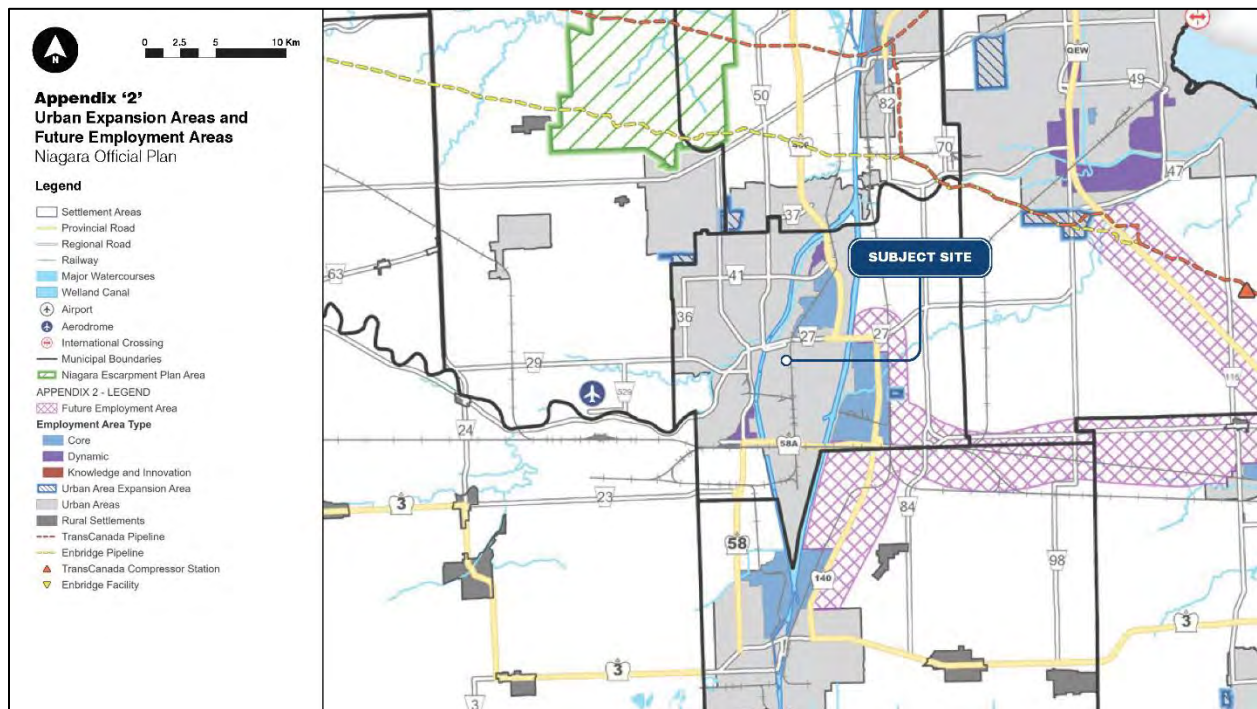 N
0 2.5 5 10 Km
Appendix ‘2’
Urban Expansion Areas and
Future Employment Areas
Niagara Official Plan
Legend
Settlement Areas
Provincial Road
Regional Road
Railway
Major Watercourses
Welland Canal
Airport
Aerodrome
International Crossing
Municipal Boundaries
Niagara Escarpment Plan Area
APPENDIX 2 - LEGEND
Future Employment Area
Employment Area Type
Core
Dynamic
Knowledge and Innovation
Urban Area Expansion Area
Urban Areas
Rural Settlements
TransCanada Pipeline
Enbridge Pipeline
TransCanada Compressor Station
Enbridge Facility
QEW
49
50
82
70
47
37
SUBJECT SITE
63
41
36
27
27
29
24
58A
23
3
84
58
98
140
3
3
3